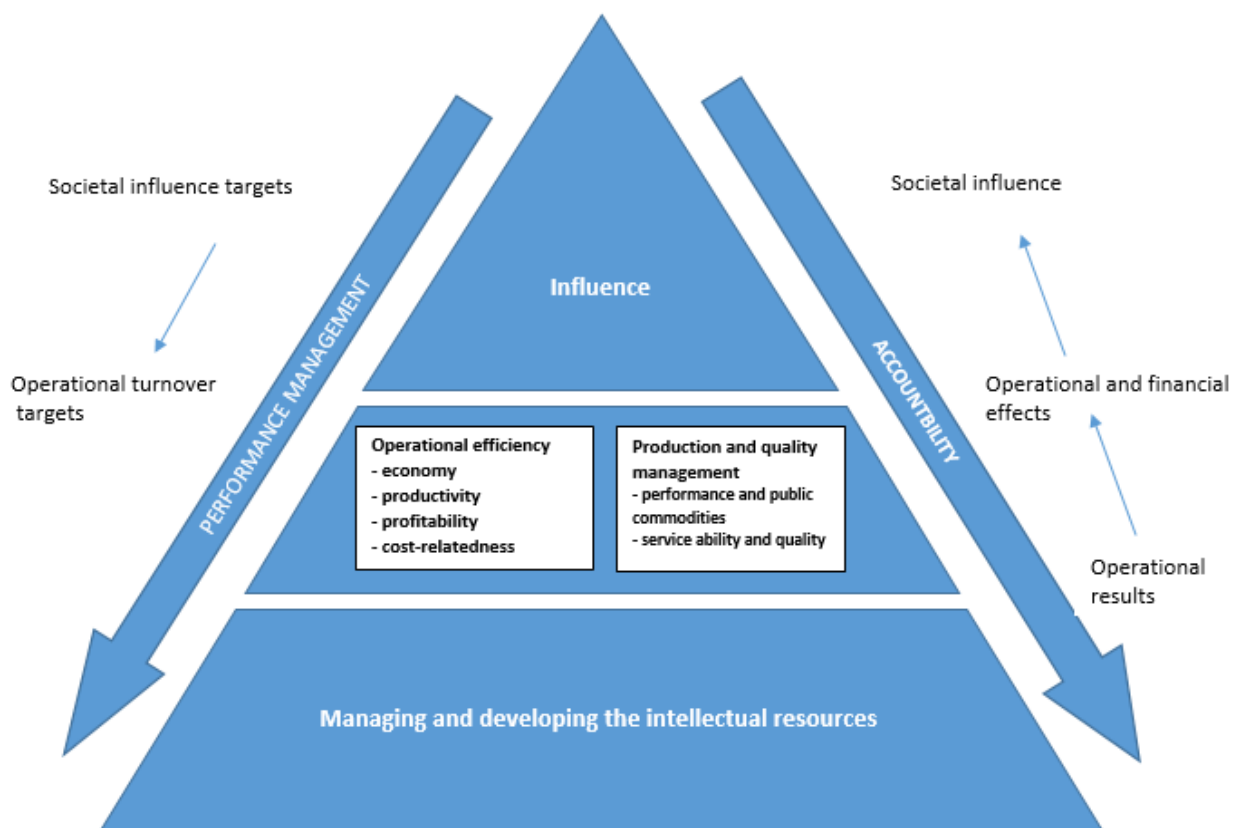 Societal influence targets
Operational turnover
targets
PERFORMANCE MANAGEMENT
Influence
Operational efficiency
- economy
- productivity
- profitability
- cost-relatedness
Production and quality
management
- performance and public
commodities
- service ability and quality
Managing and developing the intellectual resources
ACCOUNTBILITY
Societal influence
Operational and financial
effects
Operational
results